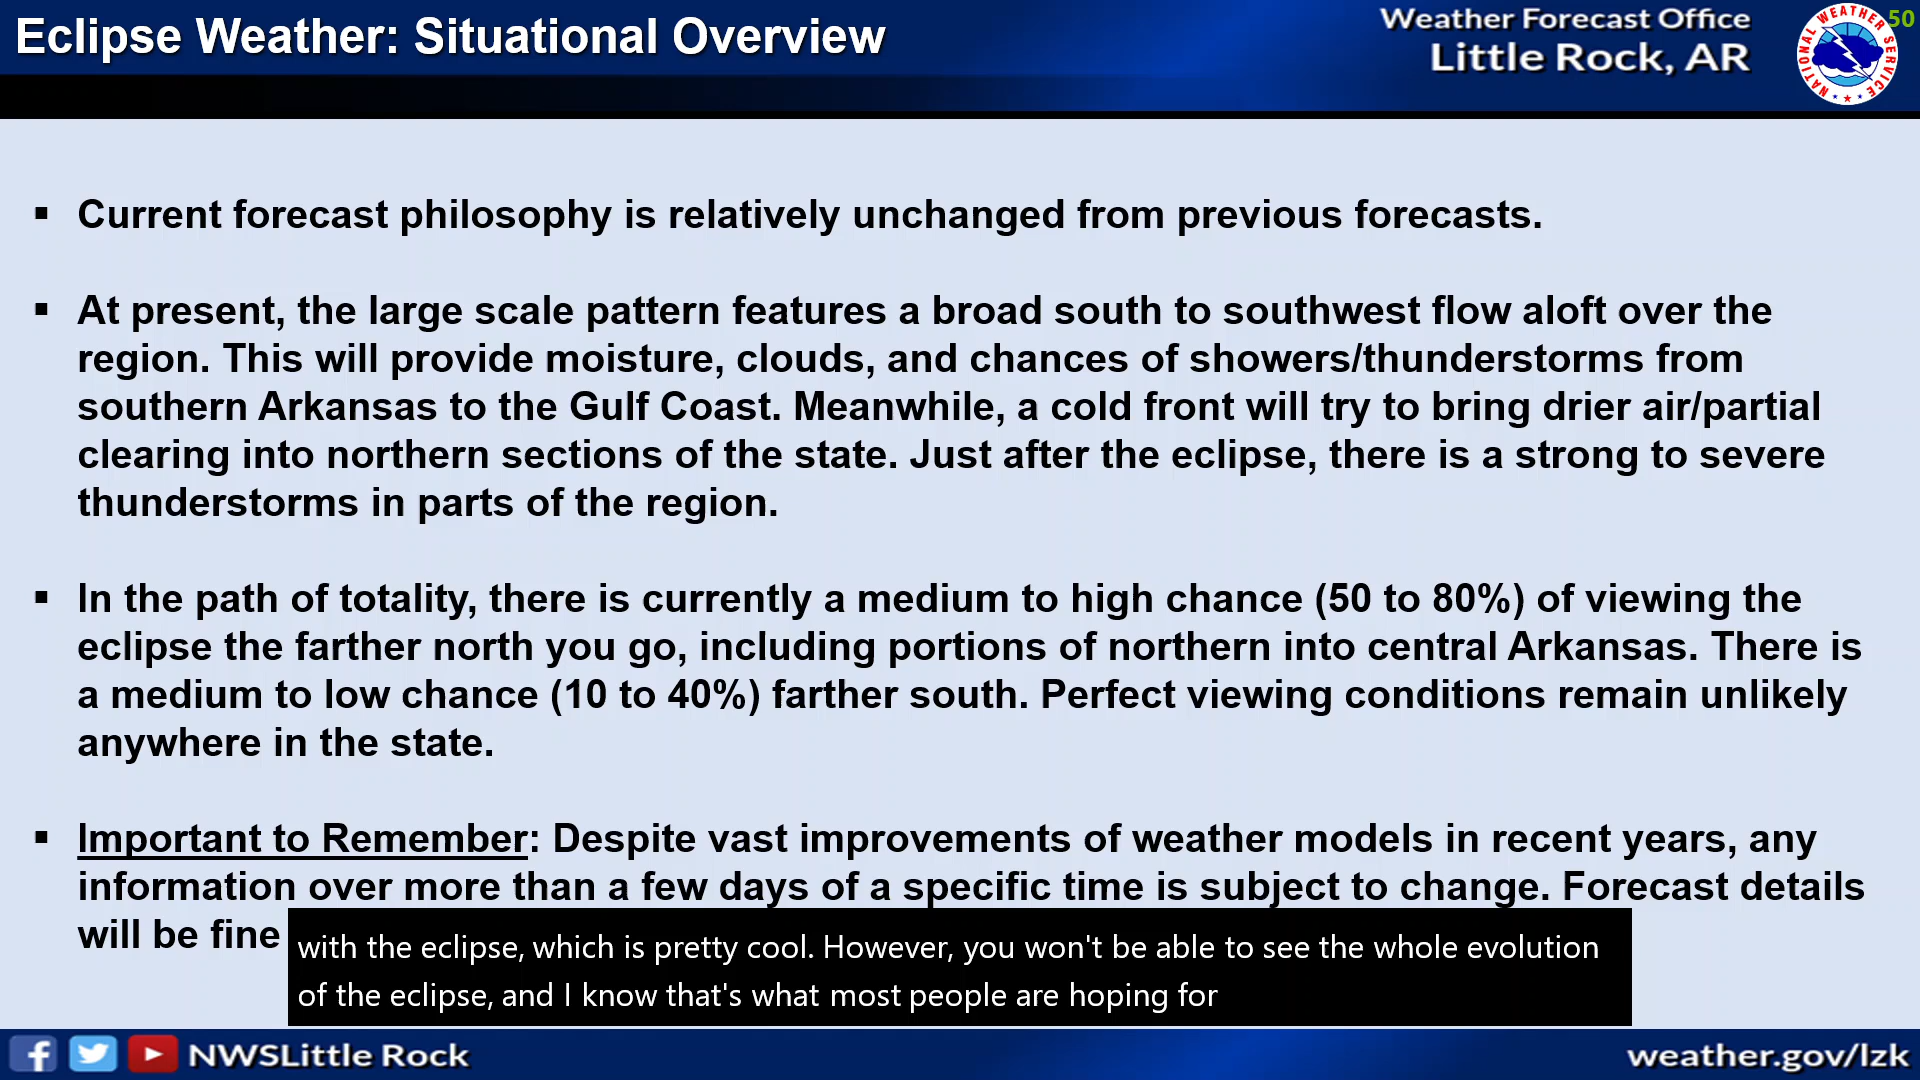 Eclipse Weather: Situational Overview
Weather Forecast Office
Little Rock, AR
NATIONAL WEATHER SERVICE
50
▪ Current forecast philosophy is relatively unchanged from previous forecasts.
▪ At present, the large scale pattern features a broad south to southwest flow aloft over the
region. This will provide moisture, clouds, and chances of showers/thunderstorms from
southern Arkansas to the Gulf Coast. Meanwhile, a cold front will try to bring drier air/partial
clearing into northern sections of the state. Just after the eclipse, there is a strong to severe
thunderstorms in parts of the region.
▪ In the path of totality, there is currently a medium to high chance (50 to 80%) of viewing the
eclipse the farther north you go, including portions of northern into central Arkansas. There is
a medium to low chance (10 to 40%) farther south. Perfect viewing conditions remain unlikely
anywhere in the state.
▪ Important to Remember: Despite vast improvements of weather models in recent years, any
information over more than a few days of a specific time is subject to change. Forecast details
will be fine
with the eclipse, which is pretty cool. However, you won't be able to see the whole evolution
of the eclipse, and I know that's what most people are hoping for
NWSLittle Rock
weather.gov/lzk